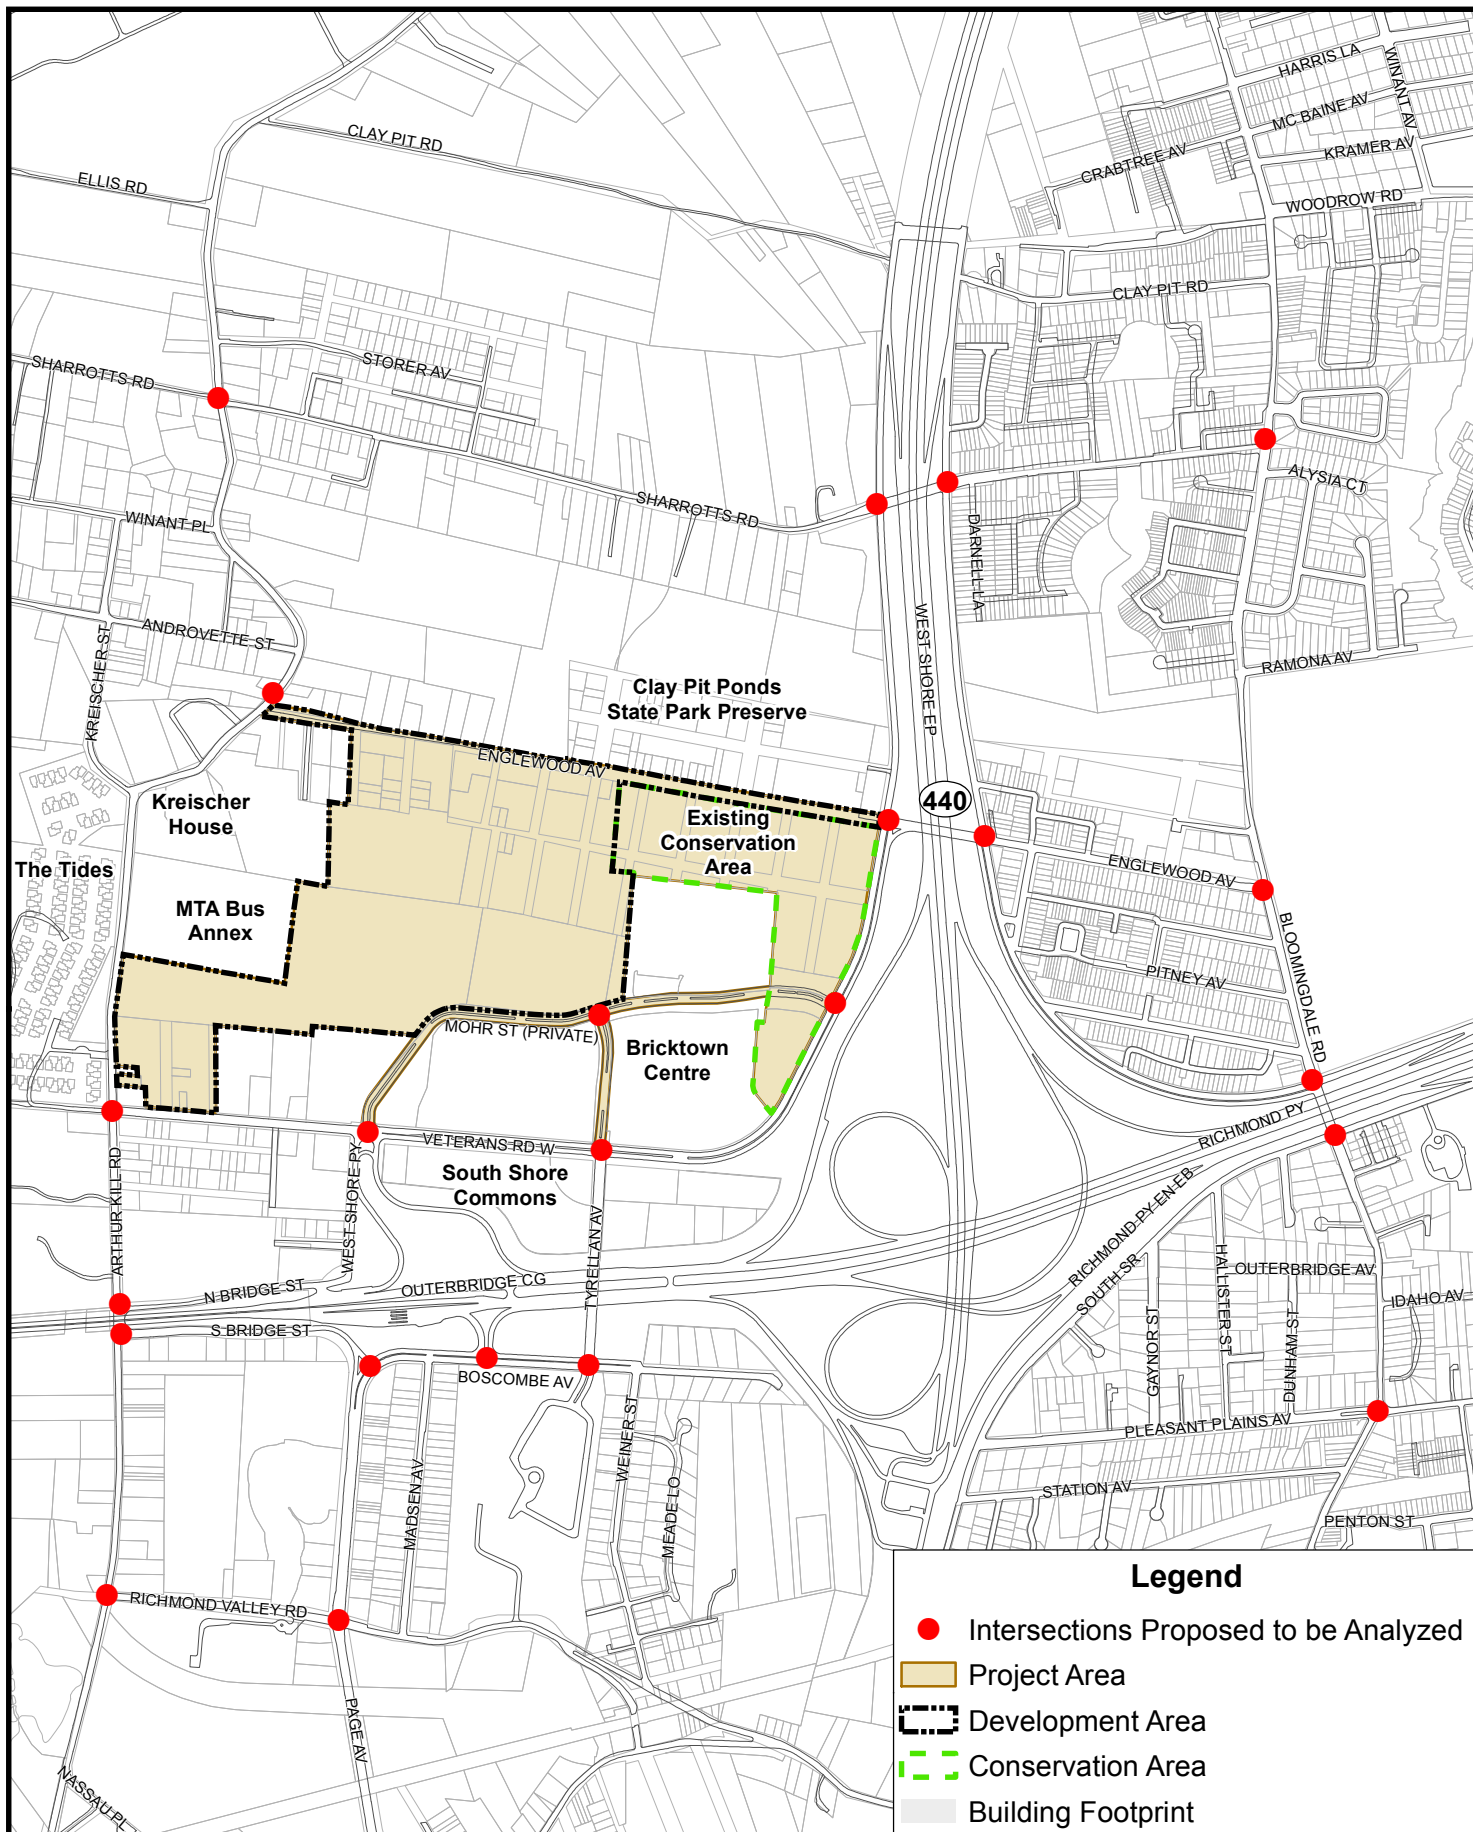 HARRIS LA
WINANT AV
MC BAINE AV
CLAY PIT RD
KRAMER AV
CRABTREE AV
ELLIS RD
WOODROW RD
CLAY PIT RD
STORER AV
SHARROTTS RD
ALYSIA CT
SHARROTTS RD
WINANT PL
DARNELL LA
ANDROVETTE ST
KREISCHER ST
WEST SHORE EP
RAMONA AV
Clay Pit Ponds
State Park Preserve
ENGLEWOOD AV
440
Kreischer
House
Existing
Conservation
Area
The Tides
ENGLEWOOD AV
MTA Bus
Annex
BLOOMINGDALE RD
PITNEY AV
MOHR ST (PRIVATE)
Bricktown
Centre
RICHMOND PY
VETERANS RD W
WEST SHORE PY
South Shore
Commons
ARTHUR KILL RD
TYRELLAN AV
RICHMOND PY EN EB
SOUTH SR
HALLISTER ST
OUTERBRIDGE AV
N BRIDGE ST
OUTERBRIDGE CG
IDAHO AV
S BRIDGE ST
GAYNOR ST
DUNHAM ST
BOSCOMBE AV
PLEASANT PLAINS AV
WEINER ST
MADSEN AV
MEADE LO
STATION AV
PENTON ST
RICHMOND VALLEY RD
PAGE AV
NASSAU PL
Legend
Intersections Proposed to be Analyzed
Project Area
Development Area
Conservation Area
Building Footprint